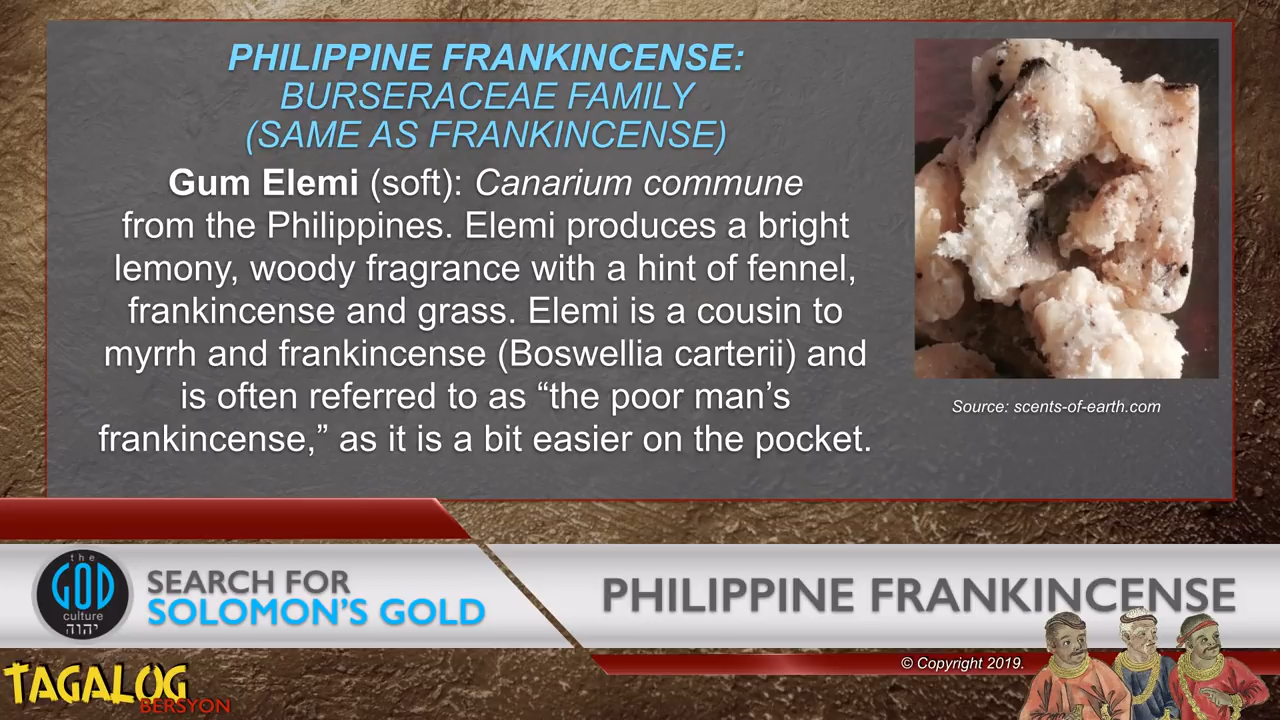 PHILIPPINE FRANKINCENSE:
BURSERACEAE FAMILY
(SAME AS FRANKINCENSE)
Gum Elemi (soft): Canarium commune
from the Philippines. Elemi produces a bright
lemony, woody fragrance with a hint of fennel,
frankincense and grass. Elemi is a cousin to
myrrh and frankincense (Boswellia carterii) and
is often referred to as “the poor man’s
frankincense,” as it is a bit easier on the pocket.
Source: scents-of-earth.com
the
GOD
culture
יהוה
SEARCH FOR
SOLOMON’S GOLD
PHILIPPINE FRANKINCENSE
© Copyright 2019.
TAGALOG
BERSYON